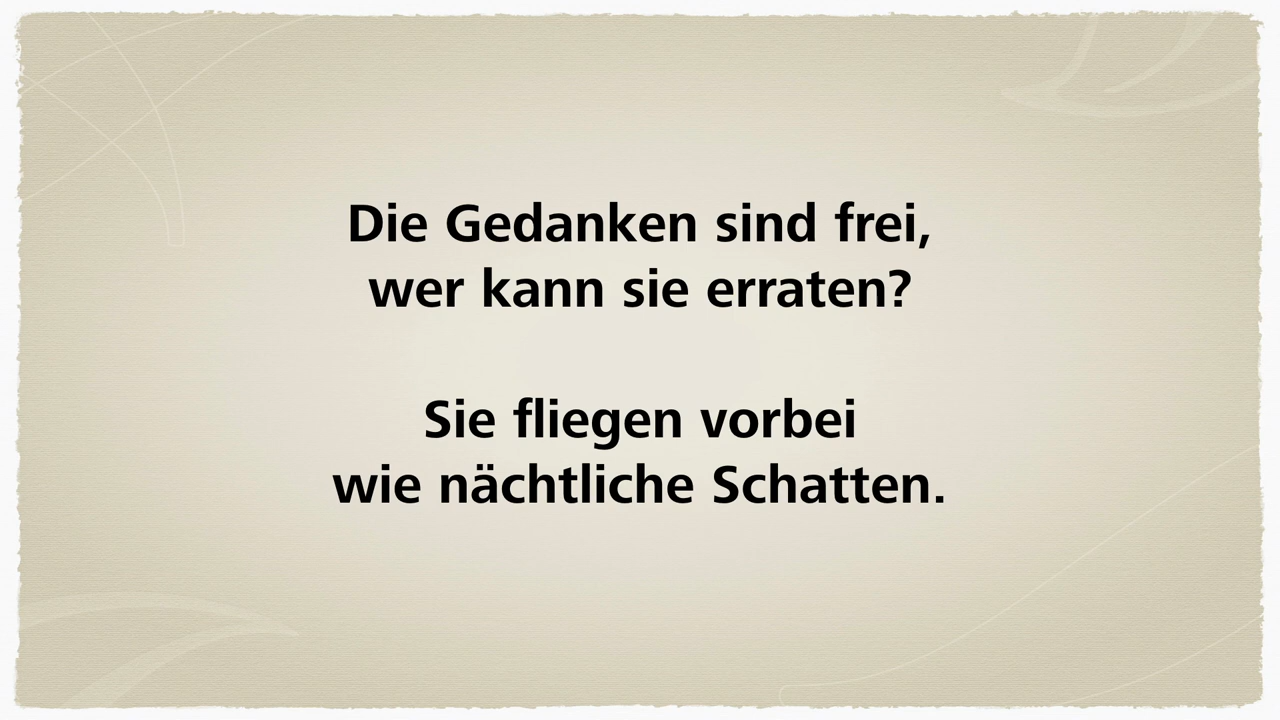 Die Gedanken sind frei,
wer kann sie erraten?
Sie fliegen vorbei
wie nächtliche Schatten.